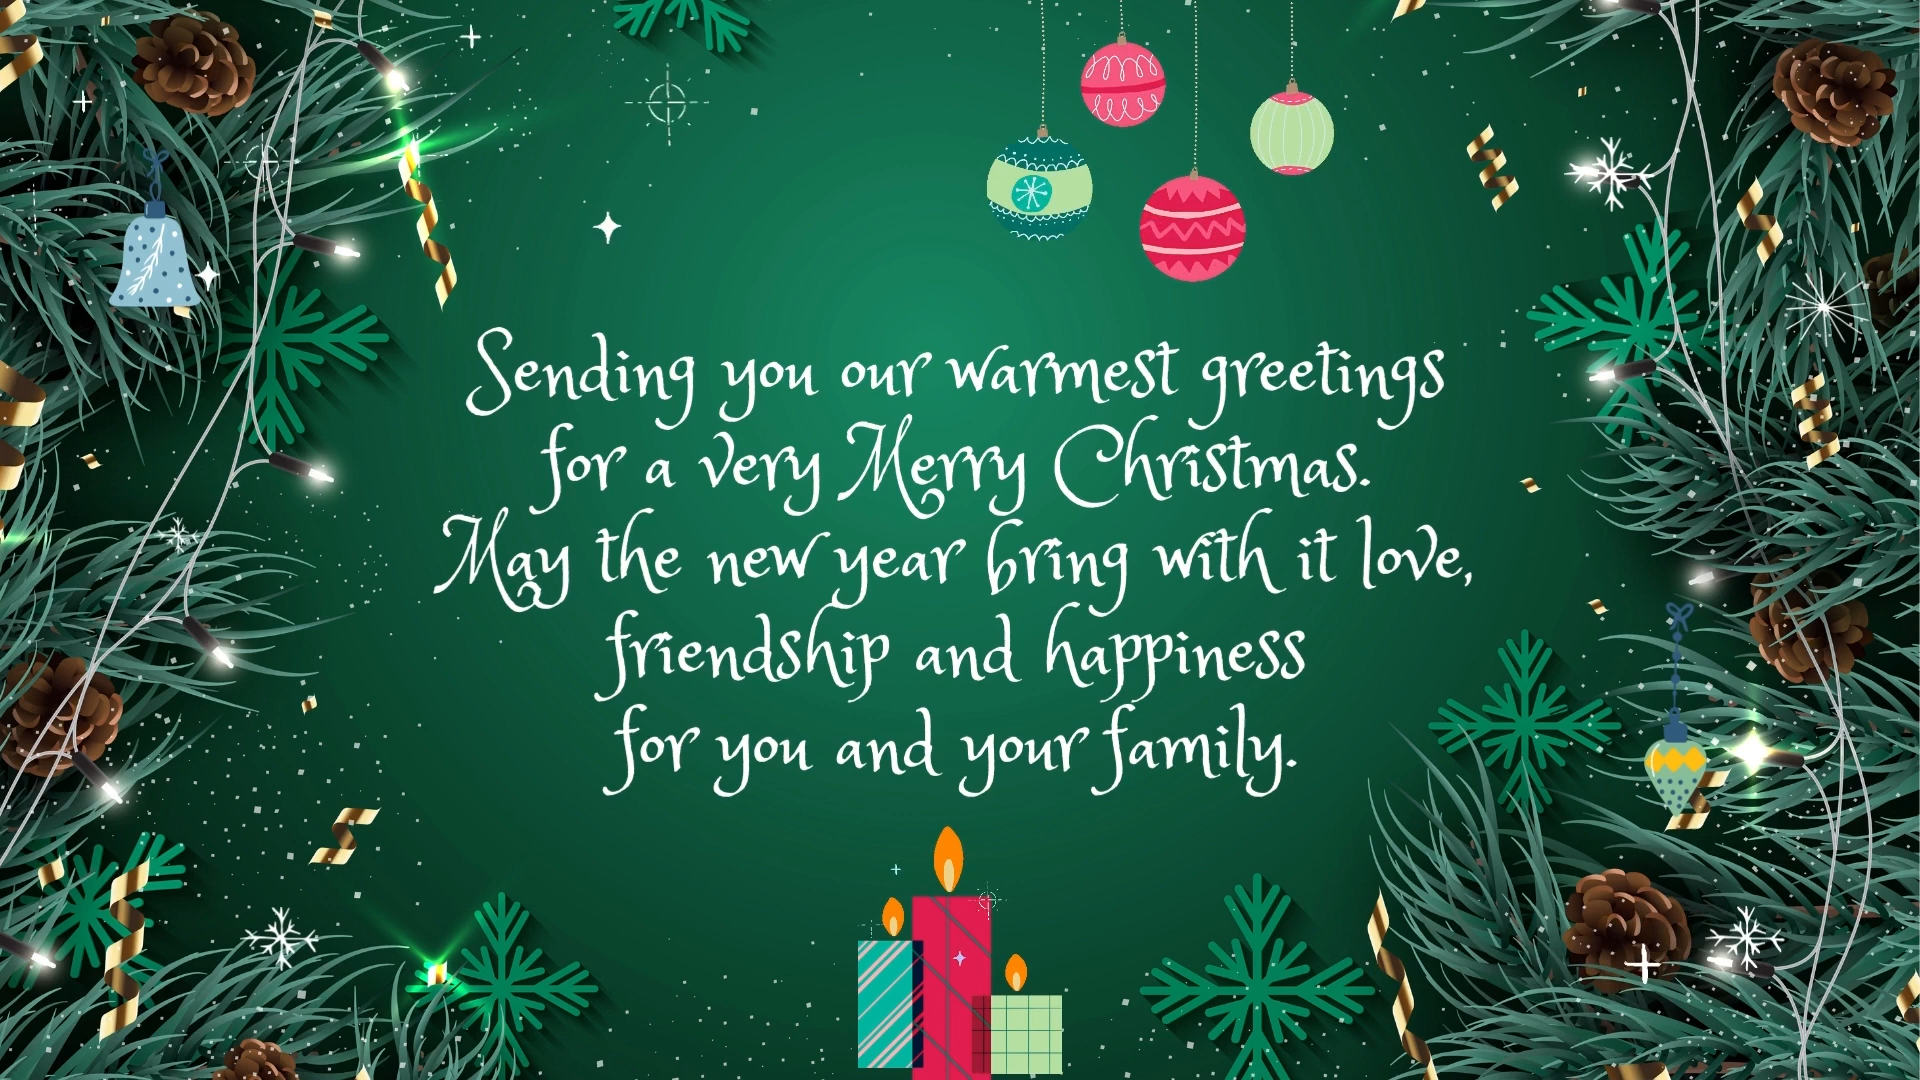 Sending you our warmest greetings
for a very Merry Christmas.
May the new year bring with it love,
friendship and happiness
for you and your family.